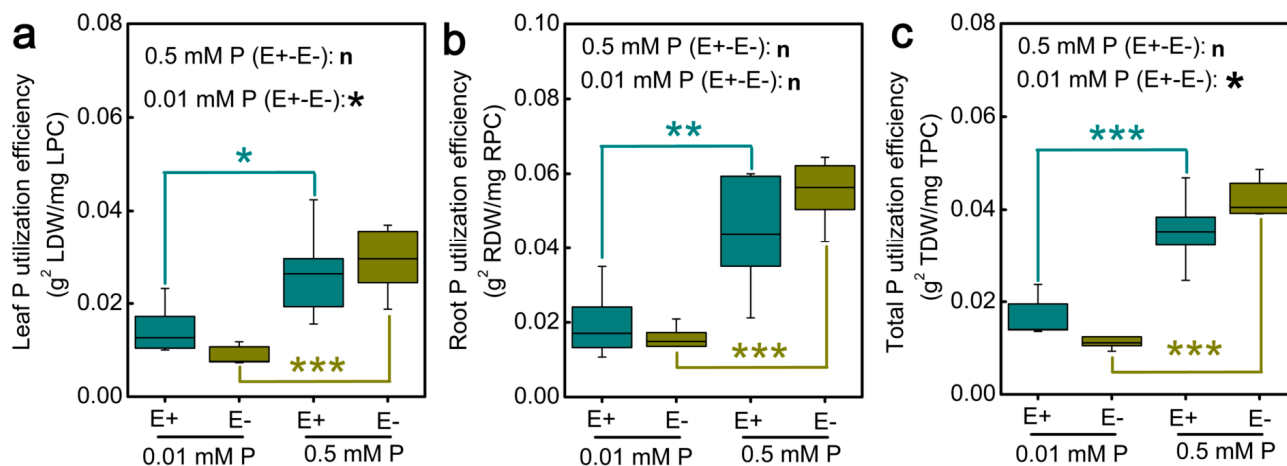 a
Leaf P utilization efficiency
(g² LDW/mg LPC)
0.08
0.06
0.04
0.02
0.00
0.5 mM P (E+-E-): n
0.01 mM P (E+-E-):*
*
***
E+ E- E+ E-
0.01 mM P 0.5 mM P
b
Root P utilization efficiency
(g² RDW/mg RPC)
0.10
0.08
0.06
0.04
0.02
0.00
0.5 mM P (E+-E-): n
0.01 mM P (E+-E-): n
**
***
E+ E- E+ E-
0.01 mM P 0.5 mM P
c
Total P utilization efficiency
(g² TDW/mg TPC)
0.08
0.06
0.04
0.02
0.00
0.5 mM P (E+-E-): n
0.01 mM P (E+-E-): *
***
***
E+ E- E+ E-
0.01 mM P 0.5 mM P